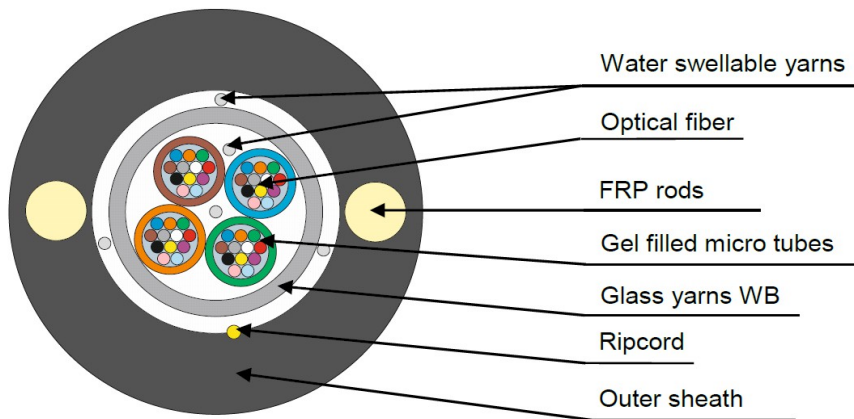 Water swellable yarns
Optical fiber
FRP rods
Gel filled micro tubes
Glass yarns WB
Ripcord
Outer sheath